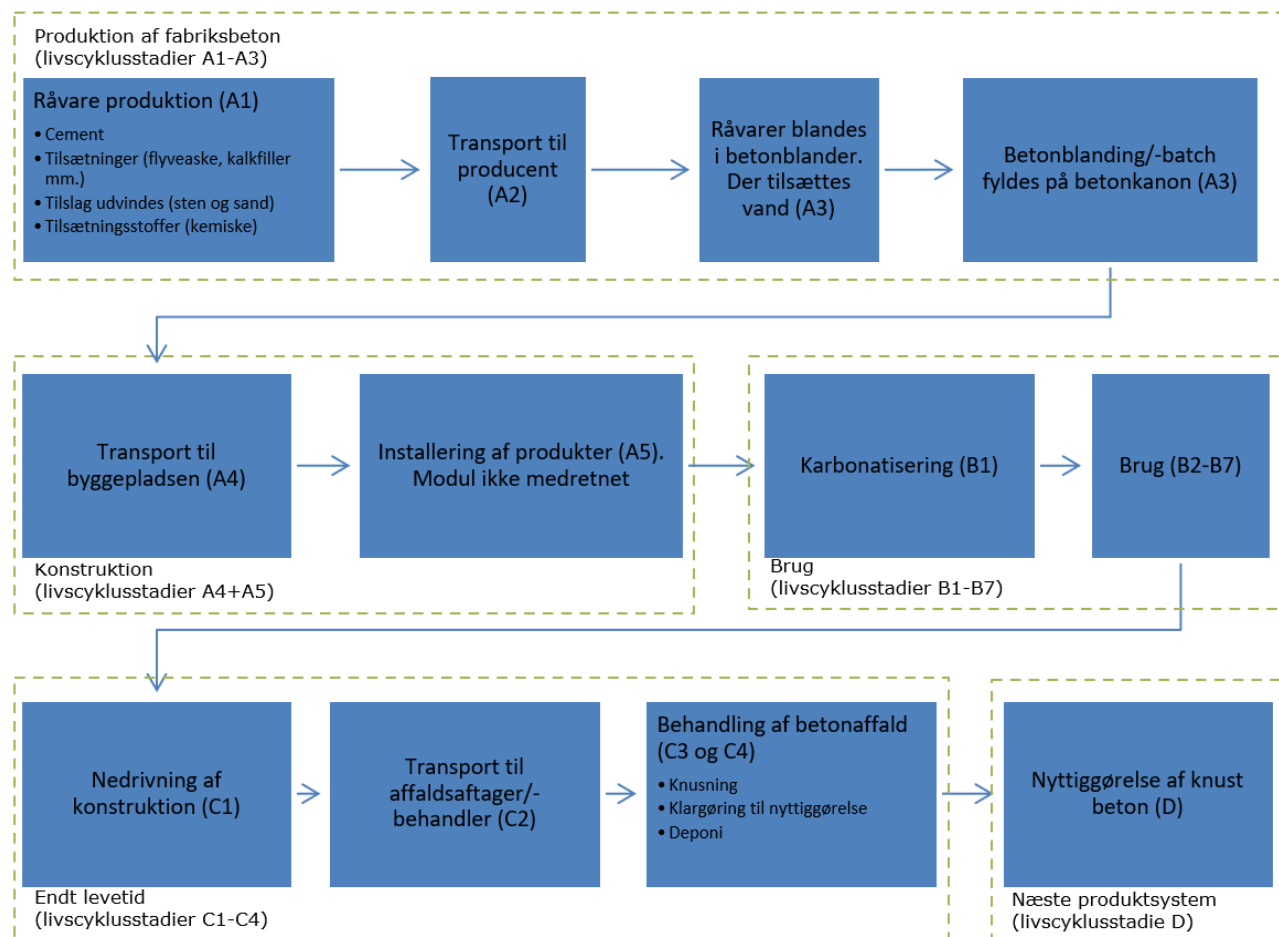 Produktion af fabriksbeton
(livscyklusstadier A1-A3)
Råvare produktion (A1)
• Cement
• Tilsætninger (flyveaske, kalkfiller
mm.)
• Tilslag udvindes (sten og sand)
• Tilsætningsstoffer (kemiske)
Transport til
producent
(A2)
Råvarer blandes
i betonblander.
Der tilsættes
vand (A3)
Betonblanding/-batch
fyldes på betonkanon (A3)
Transport til
byggepladsen (A4)
Installering af produkter (A5).
Modul ikke medretnet
Konstruktion
(livscyklusstadier A4+A5)
Karbonatisering (B1)
Brug (B2-B7)
Brug
(livscyklusstadier B1-B7)
Nedrivning af
konstruktion (C1)
Transport til
affaldsaftager/-
behandler (C2)
Behandling af betonaffald
(C3 og C4)
• Knusning
• Klargøring til nyttiggørelse
• Deponi
Endt levetid
(livscyklusstadier C1-C4)
Nyttiggørelse af knust
beton (D)
Næste produktsystem
(livscyklusstadie D)